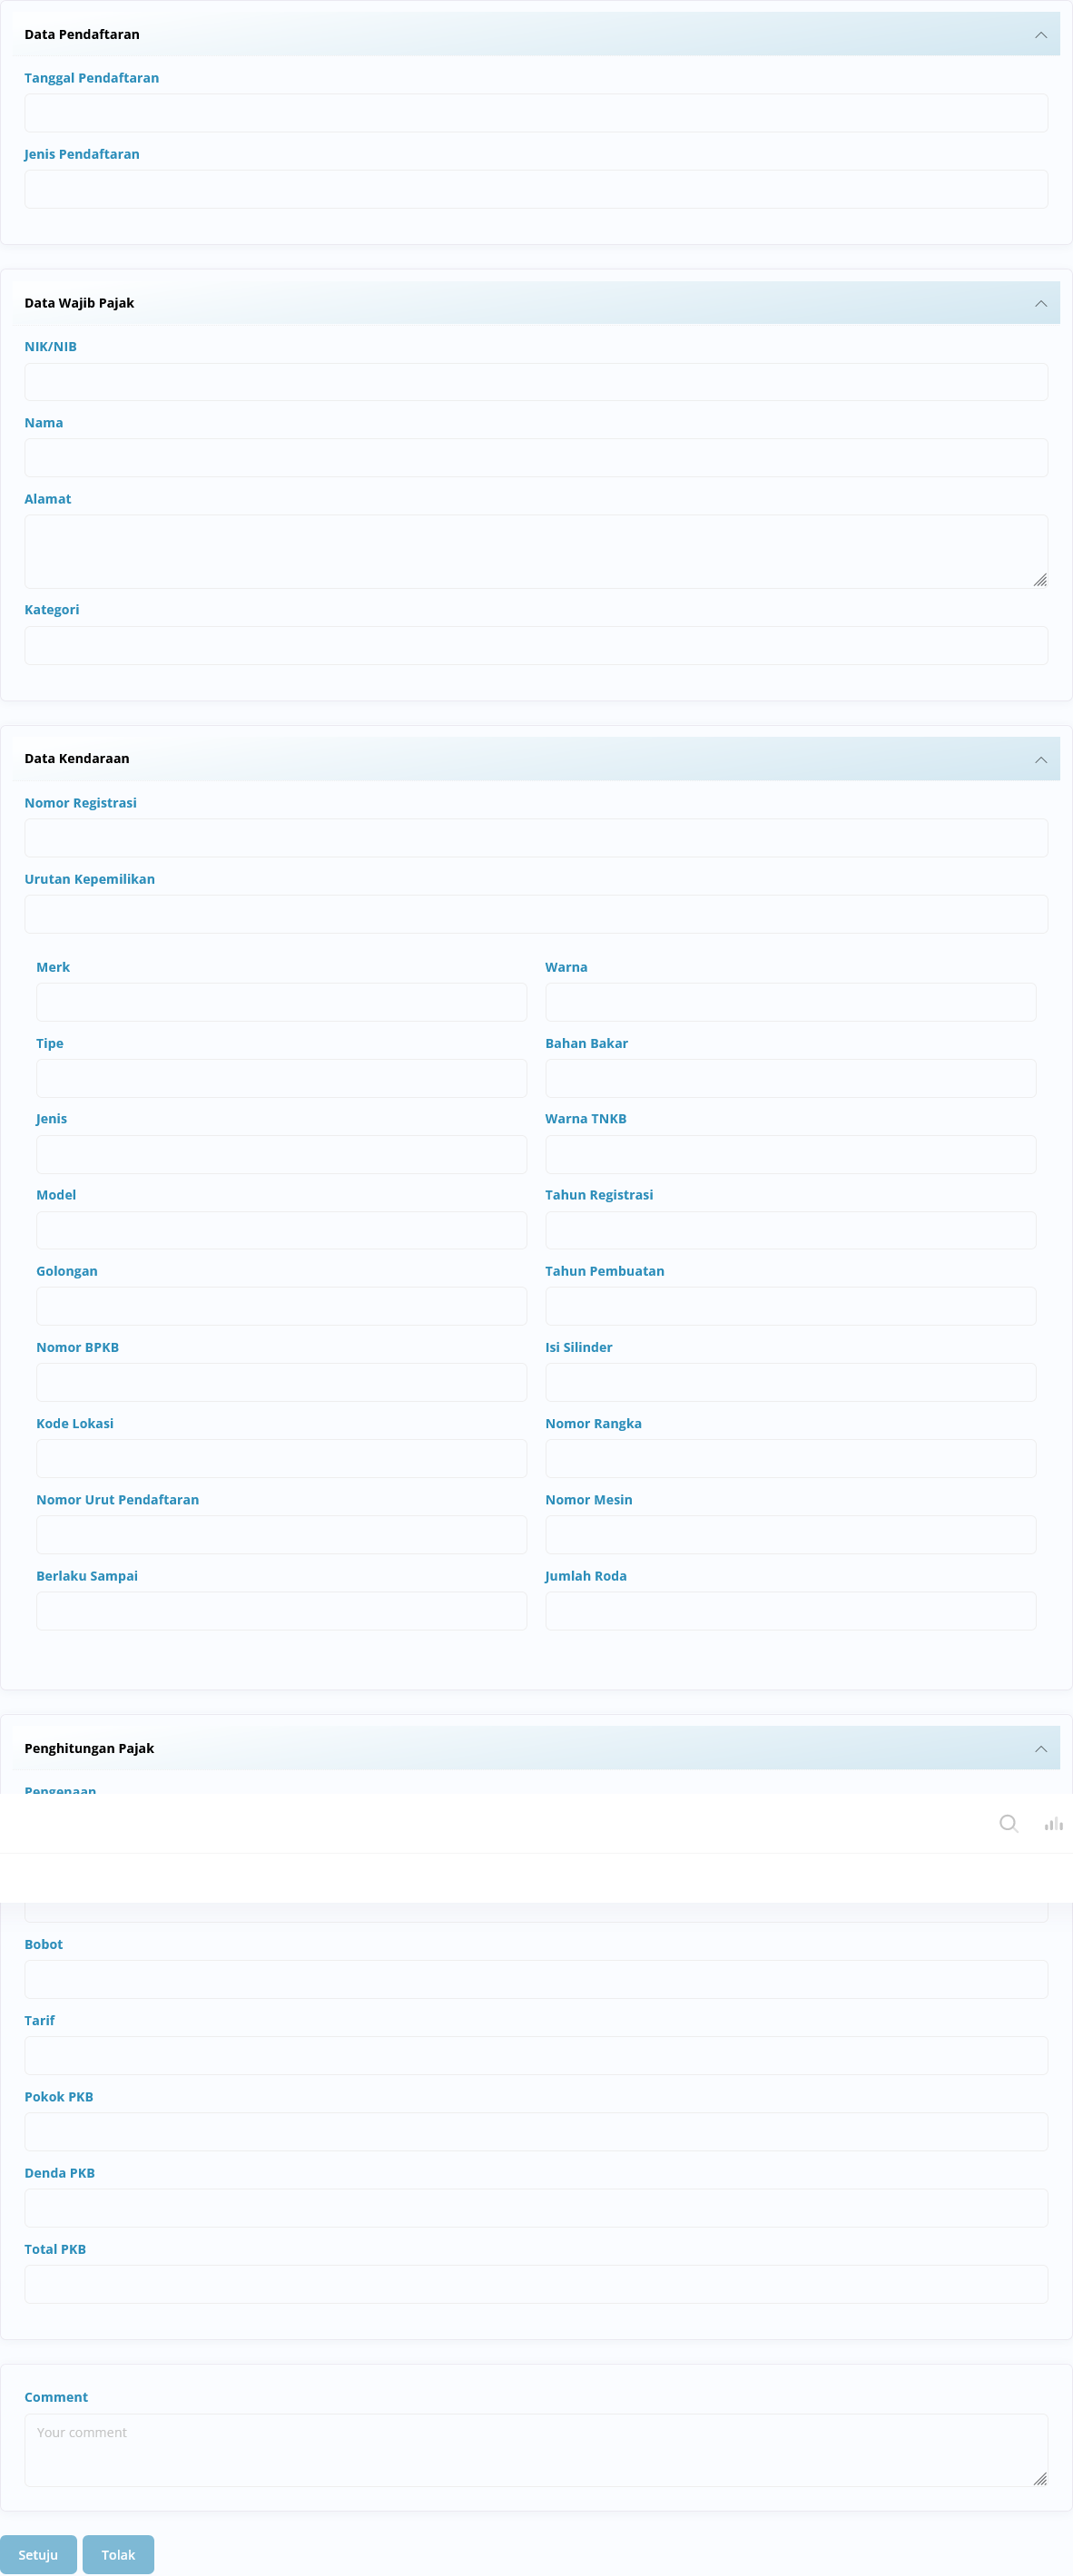 Data Pendaftaran
Tanggal Pendaftaran
Jenis Pendaftaran
Data Wajib Pajak
NIK/NIB
Nama
Alamat
Kategori
Data Kendaraan
Nomor Registrasi
Urutan Kepemilikan
Merk
Warna
Tipe
Bahan Bakar
Jenis
Warna TNKB
Model
Tahun Registrasi
Golongan
Tahun Pembuatan
Nomor BPKB
Isi Silinder
Kode Lokasi
Nomor Rangka
Nomor Urut Pendaftaran
Nomor Mesin
Berlaku Sampai
Jumlah Roda
Penghitungan Pajak
Pengenaan
Bobot
Tarif
Pokok PKB
Denda PKB
Total PKB
Comment
Your comment
Setuju Tolak